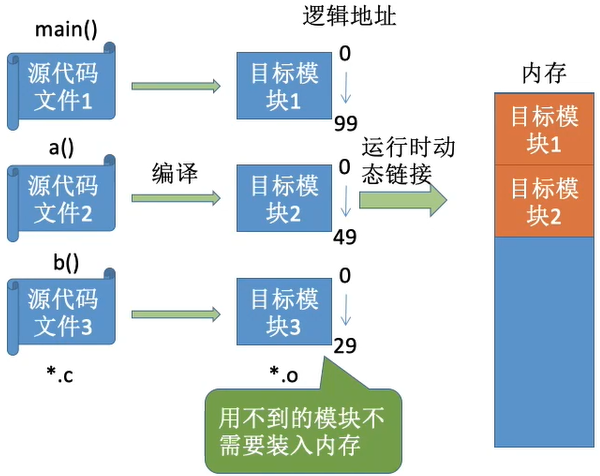 逻辑地址
main()
源代码
文件1
目标模
块1
0
99
内存
目标模
块1
目标模
块2
a()
源代码
文件2
编译
目标模
块2
0
49
运行时动
态链接
b()
源代码
文件3
目标模
块3
0
29
*.c
*.o
用不到的模块不
需要装入内存